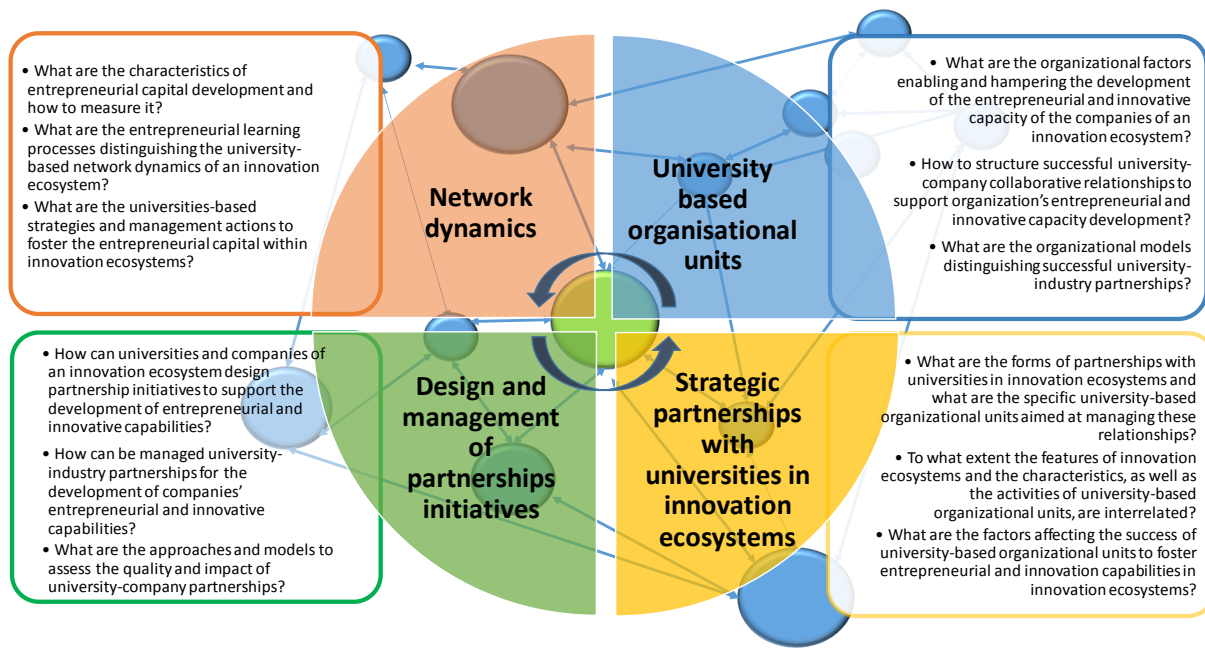 • What are the characteristics of
entrepreneurial capital development and
how to measure it?
• What are the entrepreneurial learning
processes distinguishing the university-
based network dynamics of an innovation
ecosystem?
• What are the universities-based
strategies and management actions to
foster the entrepreneurial capital within
innovation ecosystems?
Network
dynamics
University
based
organisational
units
• What are the organizational factors
enabling and hampering the development
of the entrepreneurial and innovative
capacity of the companies of an
innovation ecosystem?
• How to structure successful university-
company collaborative relationships to
support organization's entrepreneurial
and innovative capacity development?
• What are the organizational models
distinguishing successful university-
industry partnerships?
• How can universities and companies of
an innovation ecosystem design
partnership initiatives to support the
development of entrepreneurial and
innovative capabilities?
• How can be managed university-
industry partnerships for the
development of companies'
entrepreneurial and innovative
capabilities?
• What are the approaches and models to
assess the quality and impact of
university-company partnerships?
Design and
management
of
partnerships
initiatives
Strategic
partnerships
with
universities in
innovation
ecosystems
• What are the forms of partnerships with
universities in innovation ecosystems and
what are the specific university-based
organizational units aimed at managing these
relationships?
• To what extent the features of innovation
ecosystems and the characteristics, as well as
the activities of university-based
organizational units, are interrelated?
• What are the factors affecting the success of
university-based organizational units to foster
entrepreneurial and innovation capabilities in
innovation ecosystems?